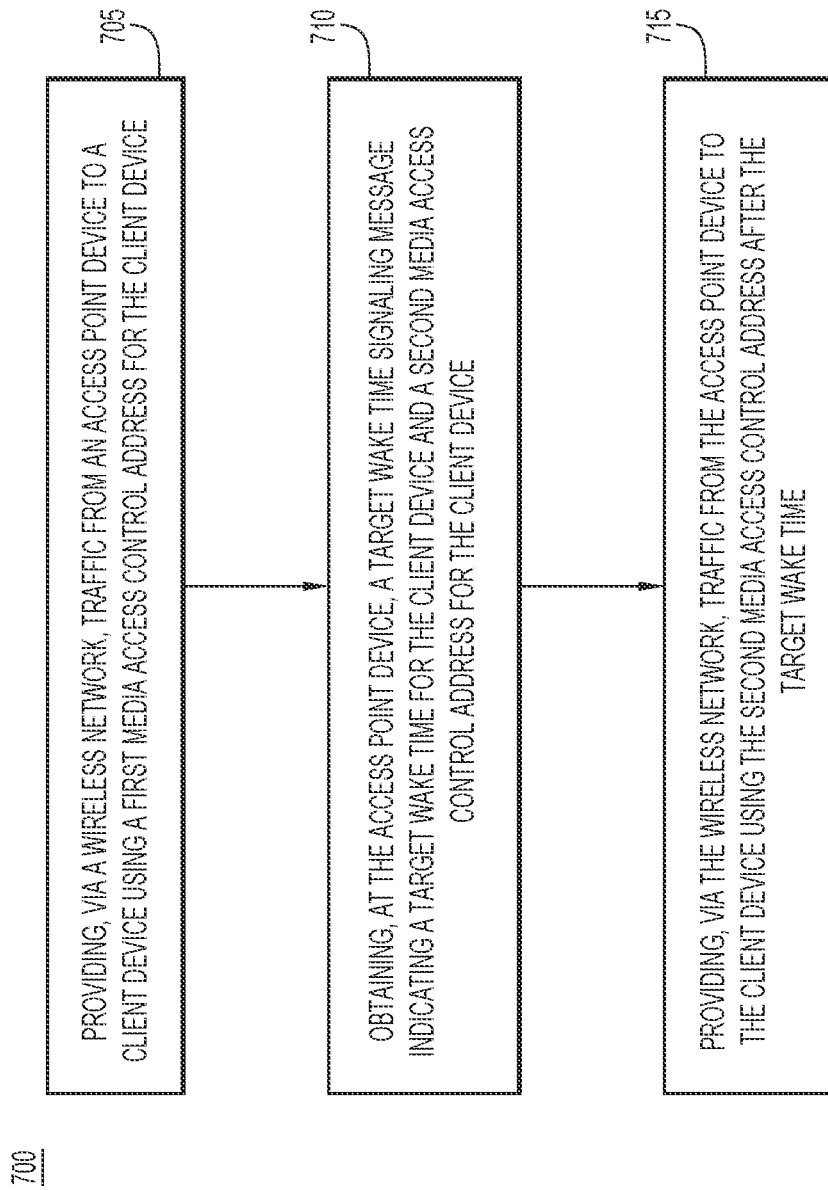 700
PROVIDING, VIA A WIRELESS NETWORK, TRAFFIC FROM AN ACCESS POINT DEVICE TO A
CLIENT DEVICE USING A FIRST MEDIA ACCESS CONTROL ADDRESS FOR THE CLIENT DEVICE
705
OBTAINING, AT THE ACCESS POINT DEVICE, A TARGET WAKE TIME SIGNALING MESSAGE
INDICATING A TARGET WAKE TIME FOR THE CLIENT DEVICE AND A SECOND MEDIA ACCESS
CONTROL ADDRESS FOR THE CLIENT DEVICE
710
PROVIDING, VIA THE WIRELESS NETWORK, TRAFFIC FROM THE ACCESS POINT DEVICE TO
THE CLIENT DEVICE USING THE SECOND MEDIA ACCESS CONTROL ADDRESS AFTER THE
TARGET WAKE TIME
715